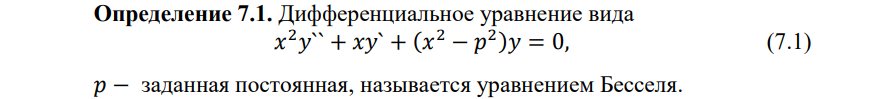 Определение 7.1. Дифференциальное уравнение вида
𝑥²𝑦`` + 𝑥𝑦` + (𝑥² − 𝑝²)𝑦 = 0, (7.1)
𝑝 − заданная постоянная, называется уравнением Бесселя.